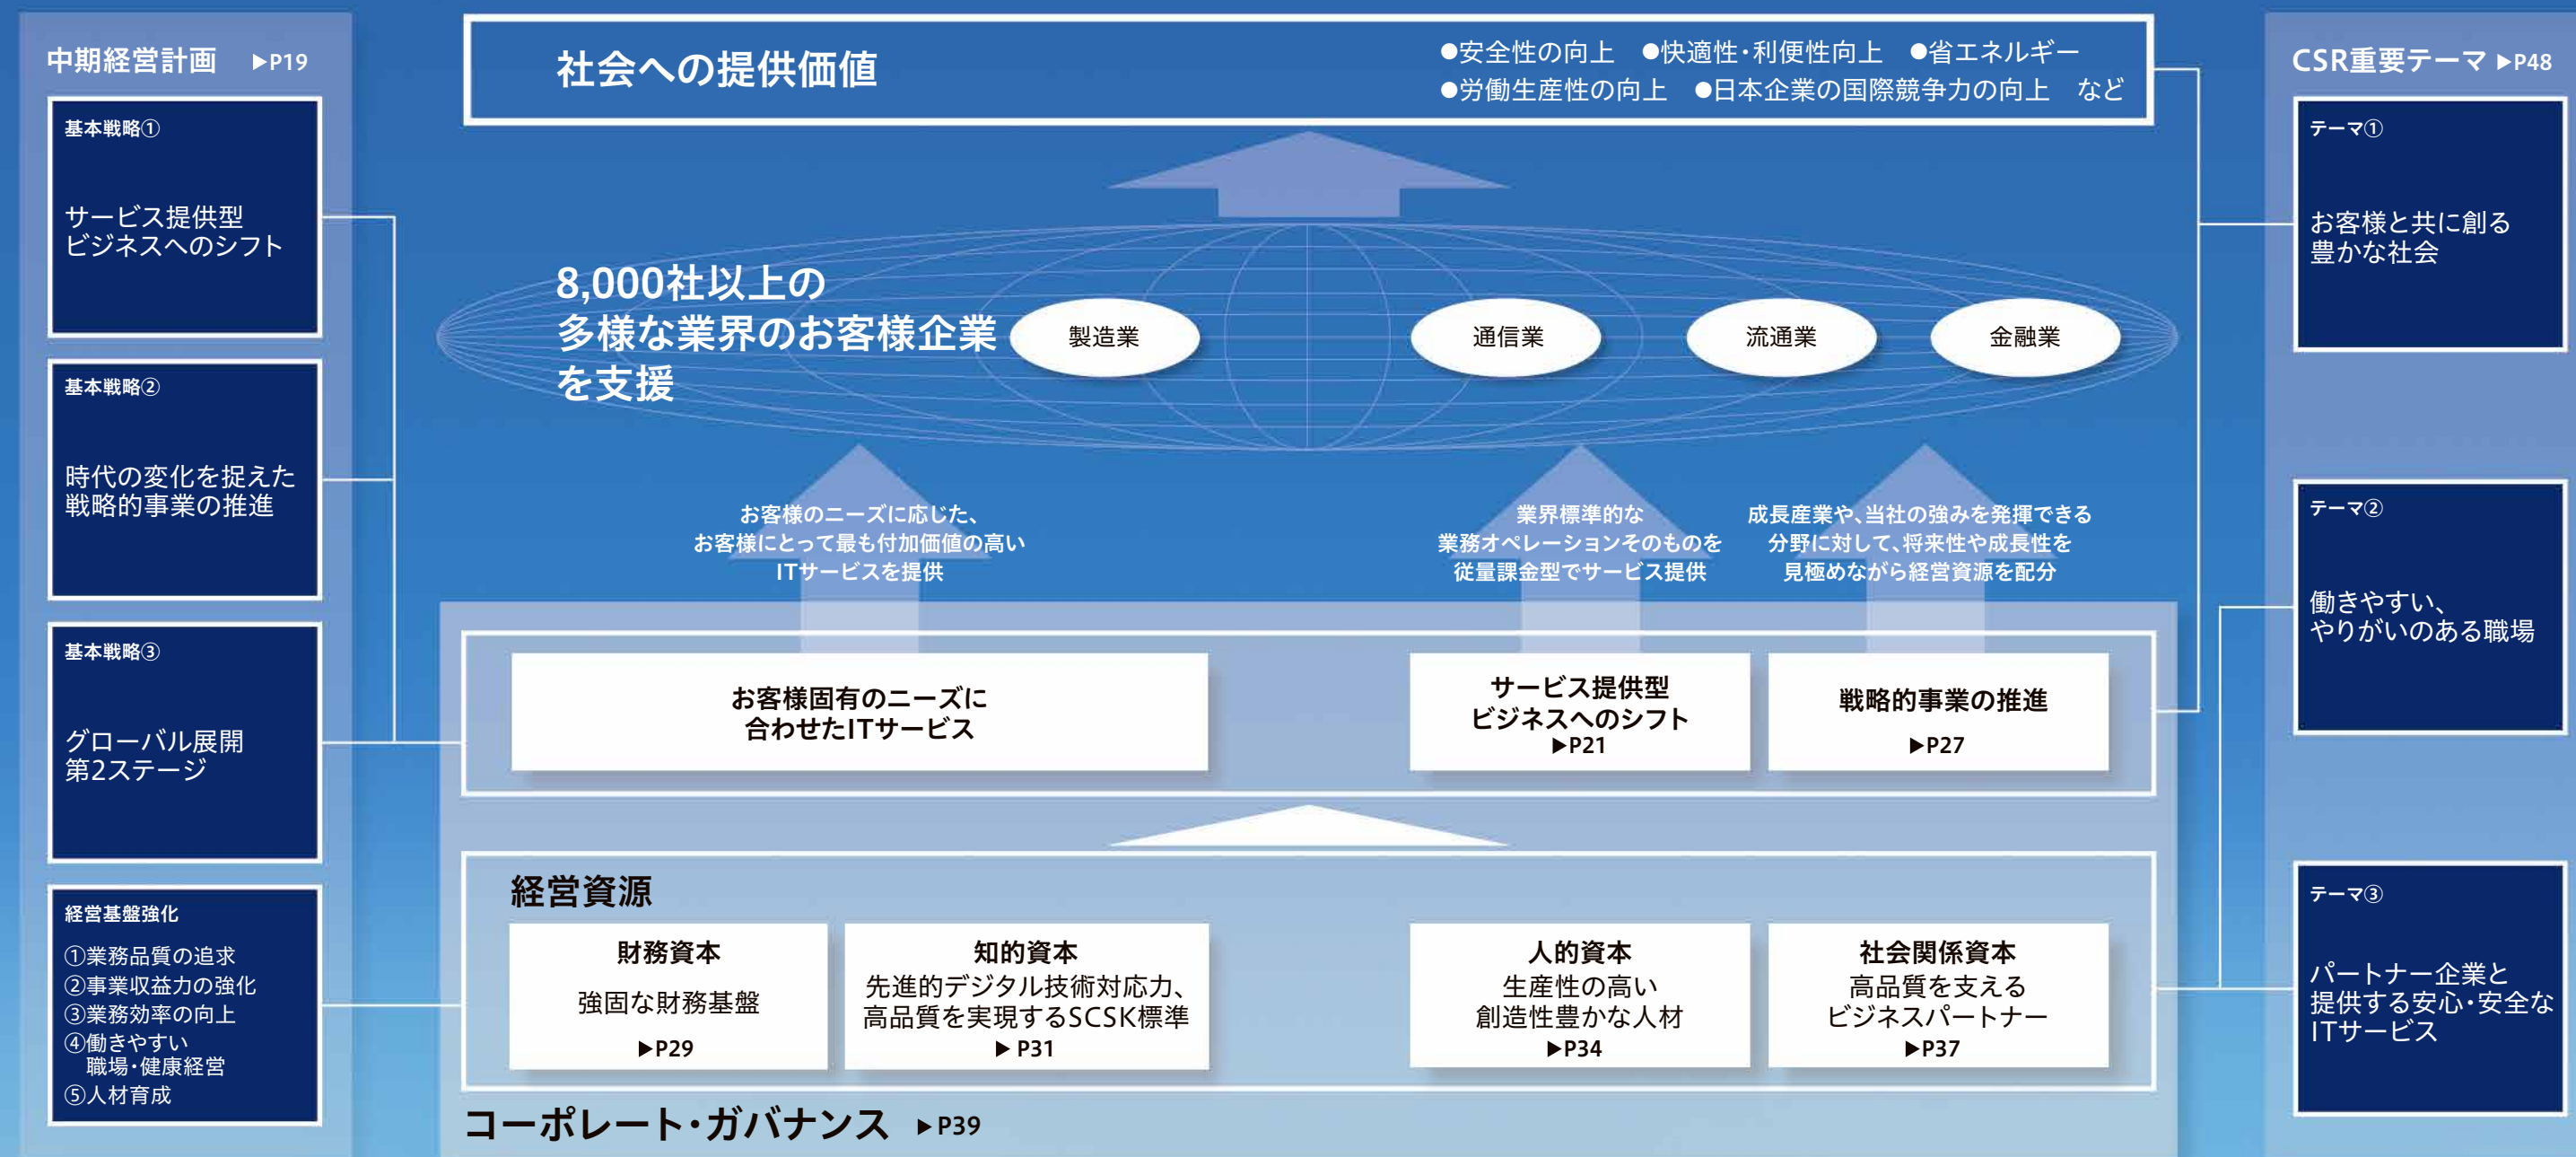 中期経営計画 ▶P19
基本戦略①
サービス提供型
ビジネスへのシフト
基本戦略②
時代の変化を捉えた
戦略的事業の推進
基本戦略③
グローバル展開
第2ステージ
経営基盤強化
①業務品質の追求
②事業収益力の強化
③業務効率の向上
④働きやすい
職場・健康経営
⑤人材育成
社会への提供価値
●安全性の向上 ●快適性・利便性向上 ●省エネルギー
●労働生産性の向上 ●日本企業の国際競争力の向上 など
8,000社以上の
多様な業界のお客様企業
を支援
製造業
通信業
流通業
金融業
お客様のニーズに応じた、
お客様にとって最も付加価値の高い
ITサービスを提供
業界標準的な
業務オペレーションそのものを
従量課金型でサービス提供
成長産業や、当社の強みを発揮できる
分野に対して、将来性や成長性を
見極めながら経営資源を配分
お客様固有のニーズに
合わせたITサービス
サービス提供型
ビジネスへのシフト
▶P21
戦略的事業の推進
▶P27
経営資源
財務資本
強固な財務基盤
▶P29
知的資本
先進的デジタル技術対応力、
高品質を実現するSCSK標準
▶ P31
人的資本
生産性の高い
創造性豊かな人材
▶P34
社会関係資本
高品質を支える
ビジネスパートナー
▶P37
コーポレート・ガバナンス ▶P39
CSR重要テーマ ▶P48
テーマ①
お客様と共に創る
豊かな社会
テーマ②
働きやすい、
やりがいのある職場
テーマ③
パートナー企業と
提供する安心・安全な
ITサービス